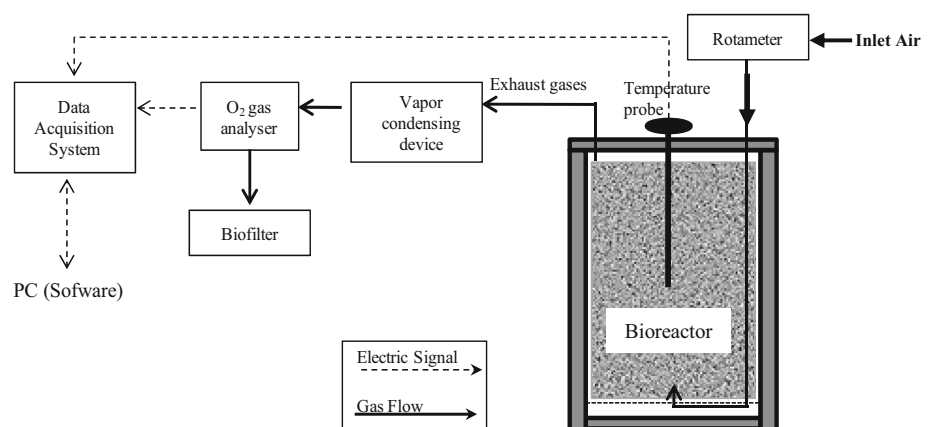 Rotameter
Inlet Air
Data
Acquisition
System
O₂ gas
analyser
Vapor
condensing
device
Exhaust gases
Temperature
probe
Biofilter
PC (Sofware)
Bioreactor
Electric Signal
Gas Flow